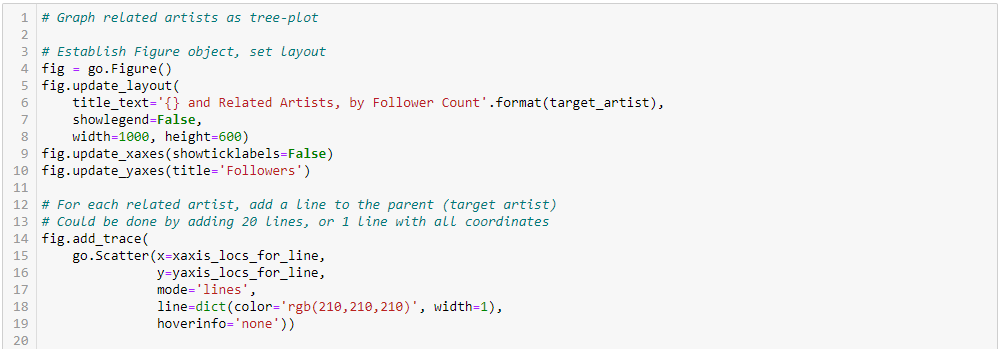 1 # Graph related artists as tree-plot
2
3 # Establish Figure object, set layout
4 fig = go.Figure()
5 fig.update_layout(
6     title_text='{} and Related Artists, by Follower Count'.format(target_artist),
7     showlegend=False,
8     width=1000, height=600)
9 fig.update_xaxes(showticklabels=False)
10 fig.update_yaxes(title='Followers')
11
12 # For each related artist, add a line to the parent (target artist)
13 # Could be done by adding 20 lines, or 1 line with all coordinates
14 fig.add_trace(
15     go.Scatter(x=xaxis_locs_for_line,
16                y=yaxis_locs_for_line,
17                mode='lines',
18                line=dict(color='rgb(210,210,210)', width=1),
19                hoverinfo='none'))
20